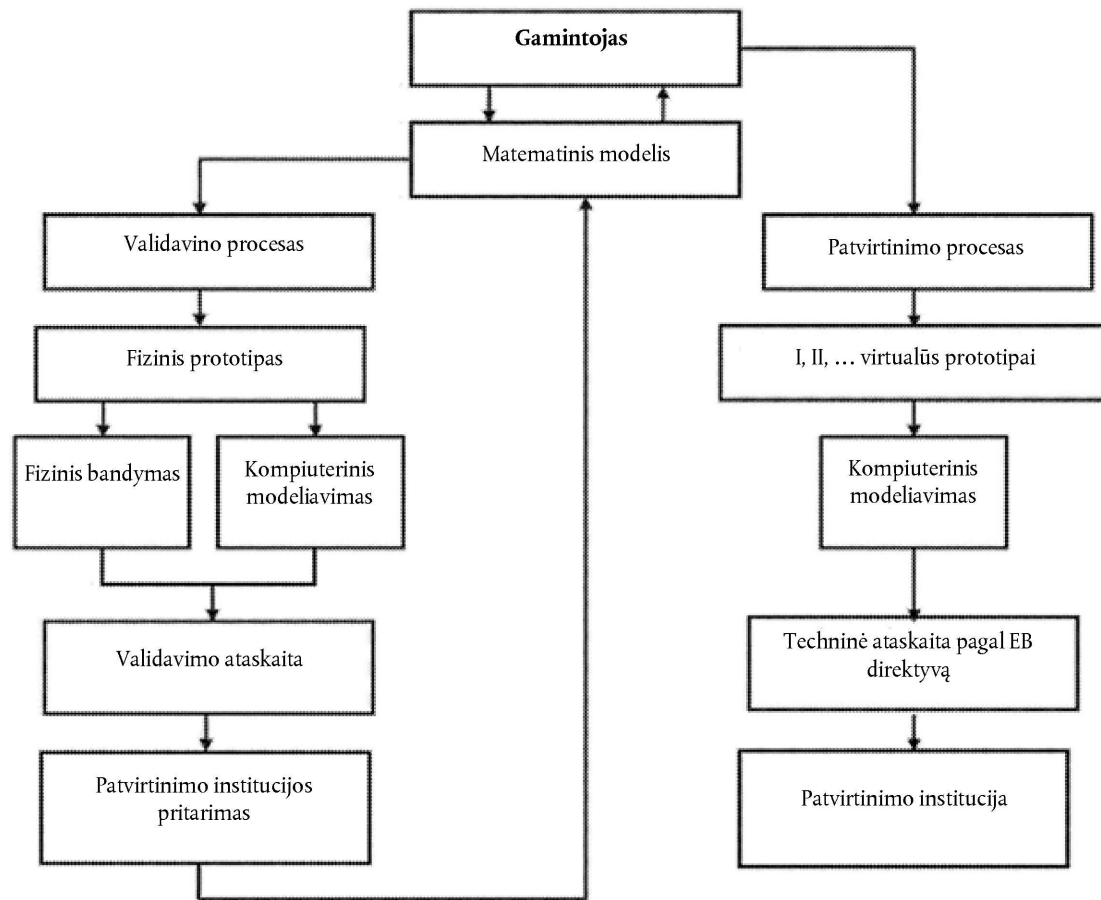 Gamintojas
Matematinis modelis
Validavino procesas
Patvirtinimo procesas
Fizinis prototipas
I, II, … virtualūs prototipai
Fizinis bandymas
Kompiuterinis
modeliavimas
Kompiuterinis
modeliavimas
Validavimo ataskaita
Techninė ataskaita pagal EB
direktyvą
Patvirtinimo institucijos
pritarimas
Patvirtinimo institucija